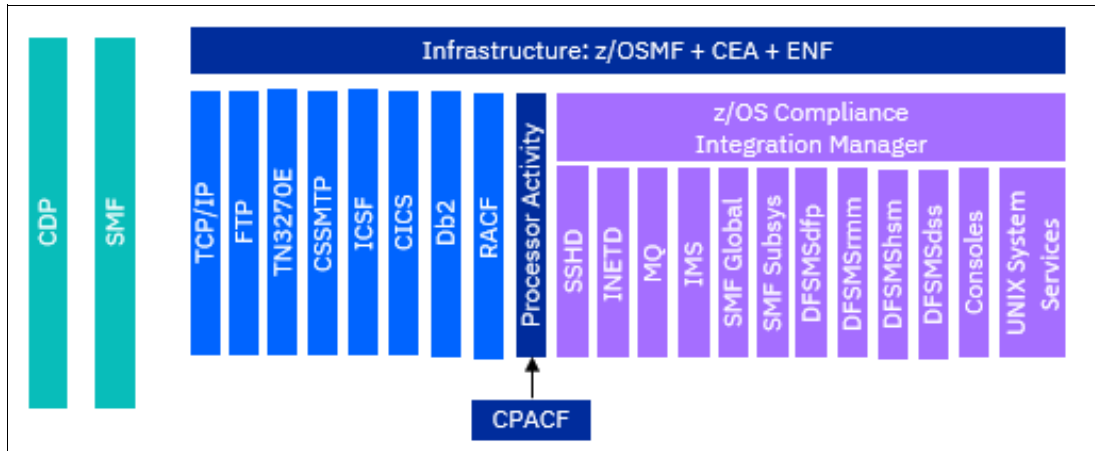 Infrastructure: z/OSMF + CEA + ENF
CDP
SMF
TCP/IP
FTP
TN3270E
CSSMTP
ICSF
CICS
Db2
RACF
Processor Activity
z/OS Compliance
Integration Manager
SSHD
INETD
MQ
IMS
SMF Global
SMF Subsys
DFSMSdfp
DFSMSrmm
DFSMShsm
DFSMSdss
Consoles
UNIX System
Services
CPACF